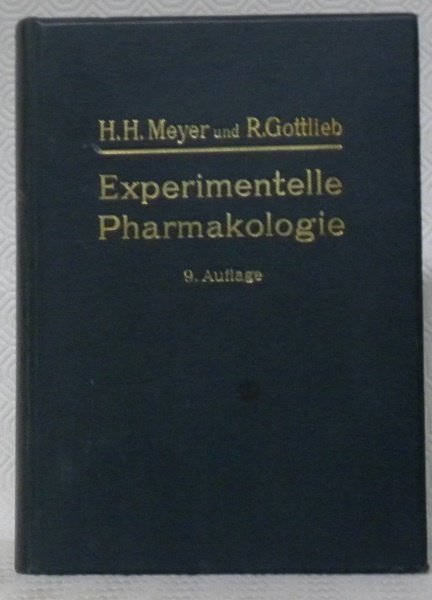 H. H. Meyer und R. Gottlieb
Experimentelle
Pharmakologie
9. Auflage